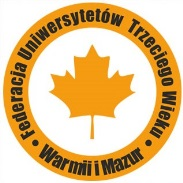 Federacja Uniwersytetów Trzeciego Wieku
Warmii i Mazur